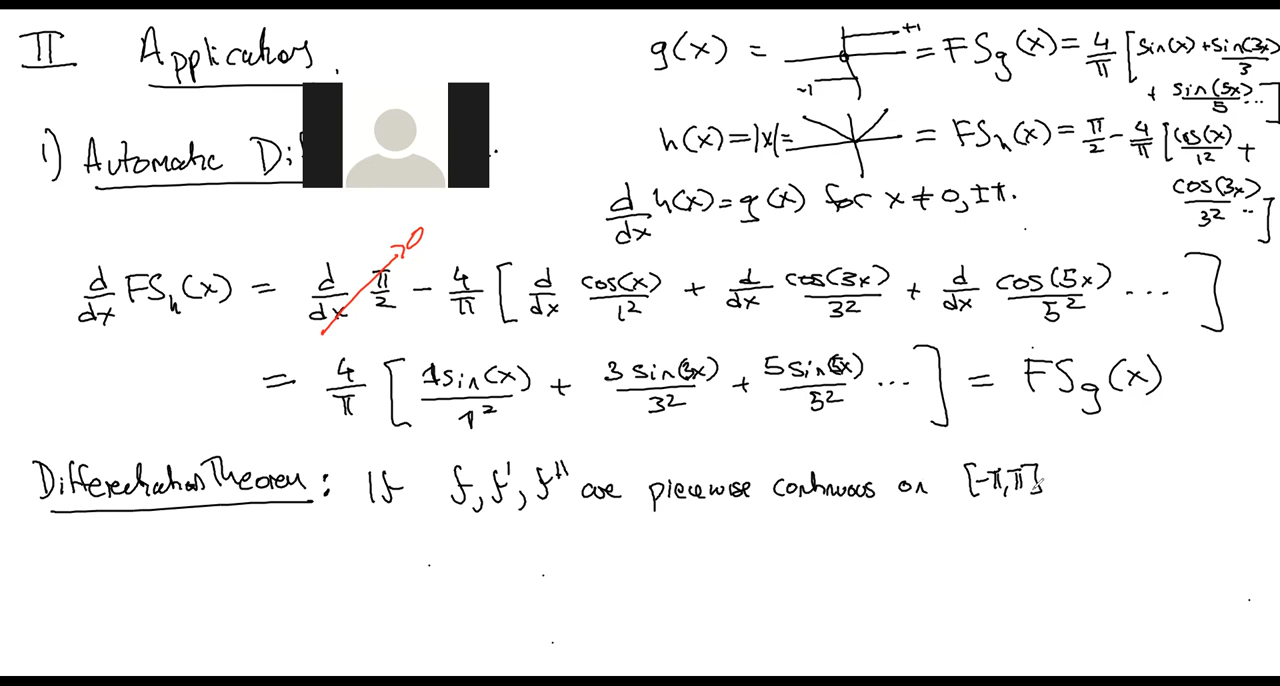 II Applications.
1) Automatic
g(x) = +1 -1 = FS_g(x) = 4/π [sin(x) + sin(3x)/3 + sin(5x)/5 ...]
h(x) = |x| = = FS_h(x) = π/2 - 4/π [cos(x)/1² + cos(3x)/3² ...]
d/dx h(x) = g(x) for x ≠ 0, ±π.
d/dx FS_h(x) = d/dx π/2 → 0 - 4/π [ d/dx cos(x)/1² + d/dx cos(3x)/3² + d/dx cos(5x)/5² ... ]
= 4/π [ 1sin(x)/1² + 3 sin(3x)/3² + 5 sin(5x)/5² ... ] = FS_g(x)
Differentiation Theorem: If f, f', f'' are piecewise continuous on [-π, π]